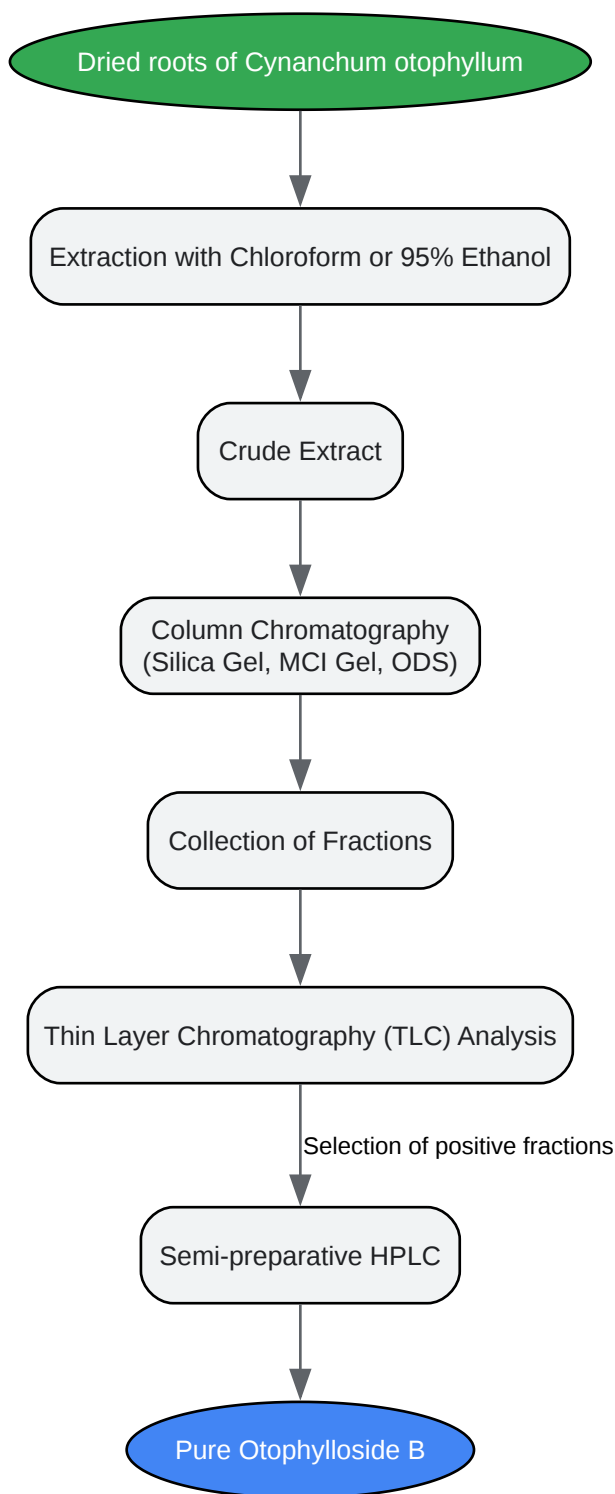 Dried roots of Cynanchum otophyllum
Extraction with Chloroform or 95% Ethanol
Crude Extract
Column Chromatography
(Silica Gel, MCI Gel, ODS)
Collection of Fractions
Thin Layer Chromatography (TLC) Analysis
Selection of positive fractions
Semi-preparative HPLC
Pure Otophylloside B